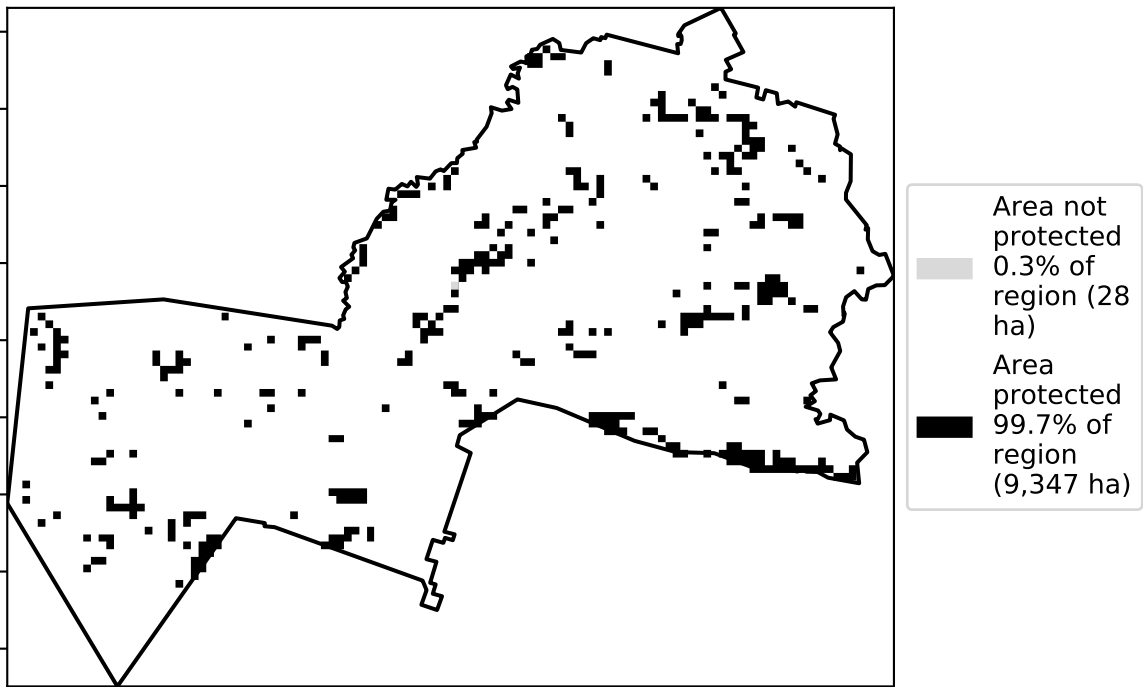 Area not
protected
0.3% of
region (28
ha)
Area
protected
99.7% of
region
(9,347 ha)